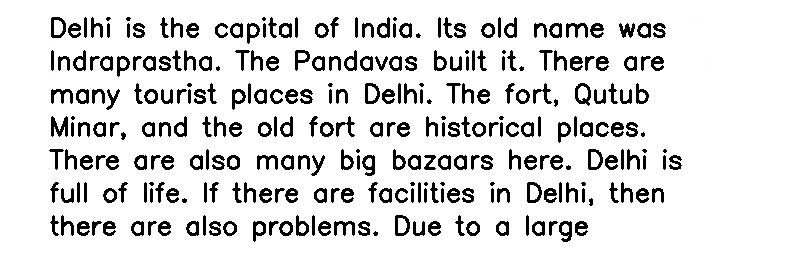 Delhi is the capital of India. Its old name was
Indraprastha. The Pandavas built it. There are
many tourist places in Delhi. The fort, Qutub
Minar, and the old fort are historical places.
There are also many big bazaars here. Delhi is
full of life. If there are facilities in Delhi, then
there are also problems. Due to a large